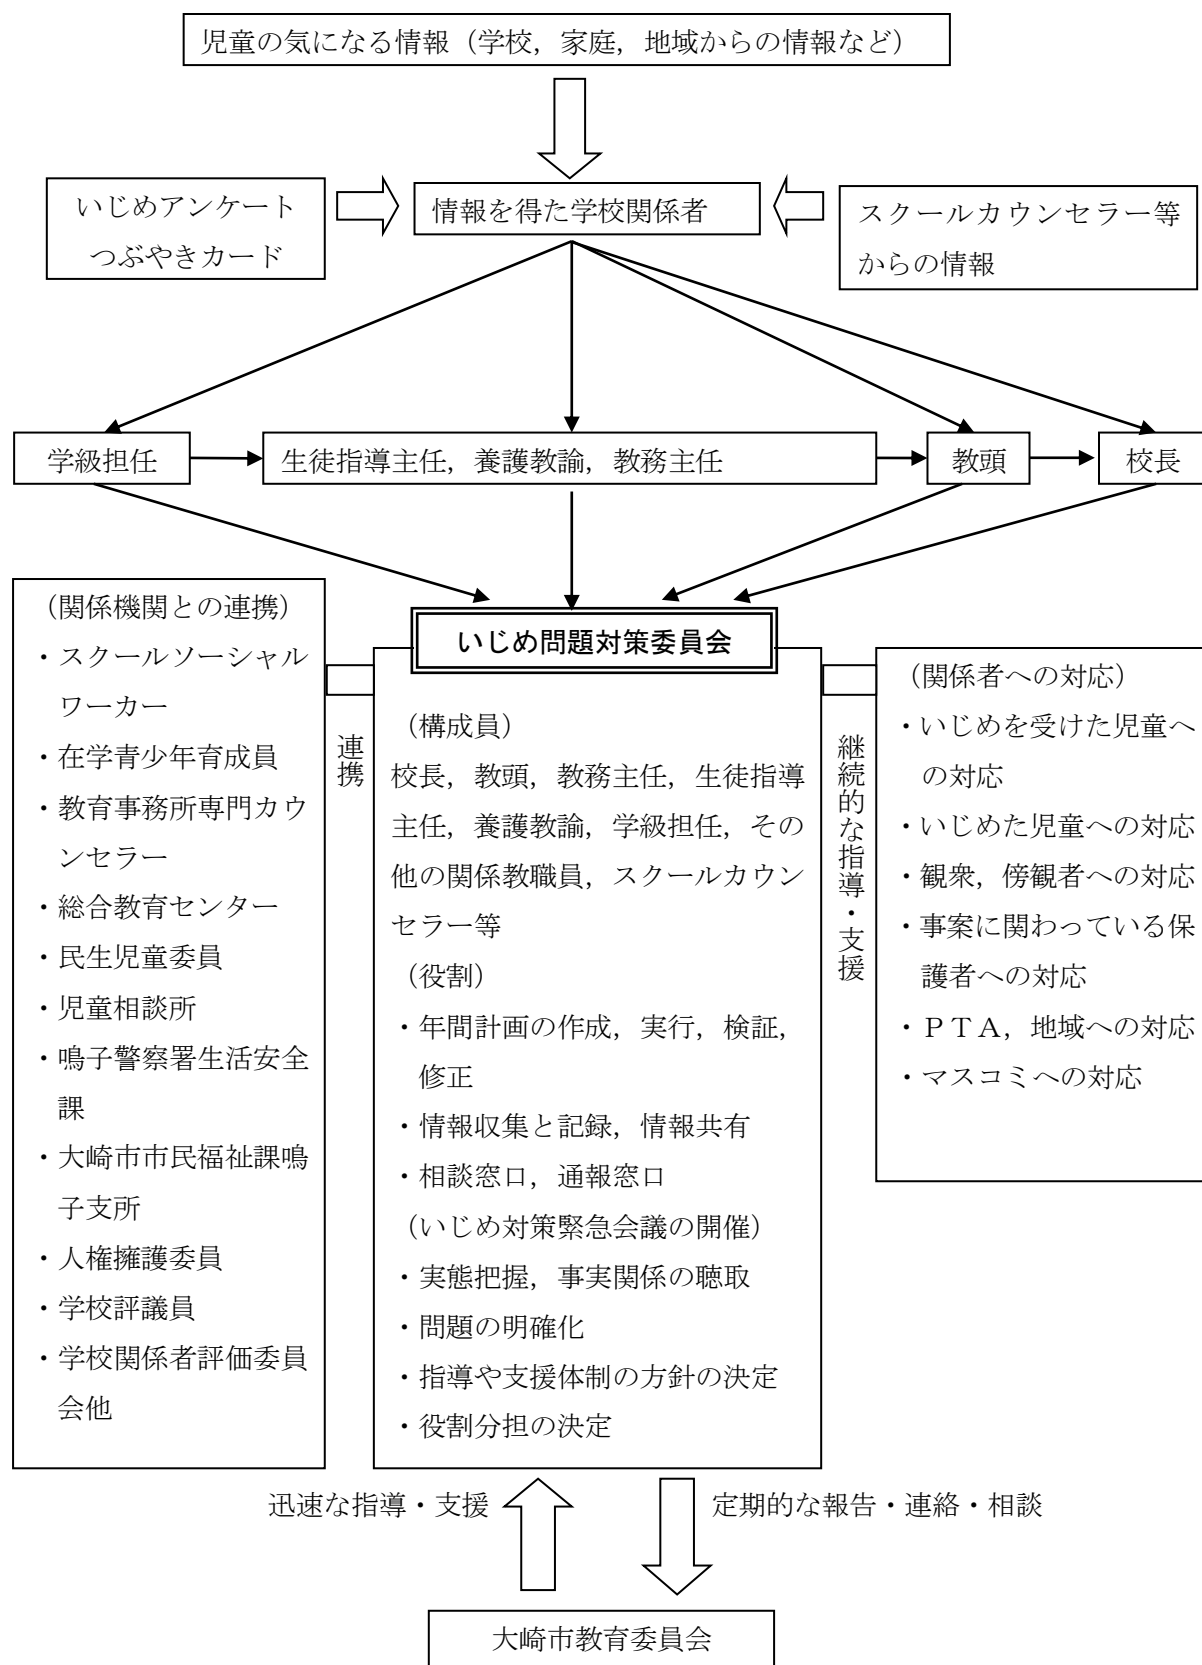 児童の気になる情報（学校，家庭，地域からの情報など）
いじめアンケート
つぶやきカード
情報を得た学校関係者
スクールカウンセラー等
からの情報
学級担任
生徒指導主任，養護教諭，教務主任
教頭
校長
（関係機関との連携）
・スクールソーシャル
ワーカー
・在学青少年育成員
・教育事務所専門カウ
ンセラー
・総合教育センター
・民生児童委員
・児童相談所
・鳴子警察署生活安全
課
・大崎市市民福祉課鳴
子支所
・人権擁護委員
・学校評議員
・学校関係者評価委員
会他
連携
いじめ問題対策委員会
（構成員）
校長，教頭，教務主任，生徒指導
主任，養護教諭，学級担任，その
他の関係教職員，スクールカウン
セラー等
（役割）
・年間計画の作成，実行，検証，
修正
・情報収集と記録，情報共有
・相談窓口，通報窓口
（いじめ対策緊急会議の開催）
・実態把握，事実関係の聴取
・問題の明確化
・指導や支援体制の方針の決定
・役割分担の決定
継続的な指導・支援
（関係者への対応）
・いじめを受けた児童へ
の対応
・いじめた児童への対応
・観衆，傍観者への対応
・事案に関わっている保
護者への対応
・ＰＴＡ，地域への対応
・マスコミへの対応
迅速な指導・支援
定期的な報告・連絡・相談
大崎市教育委員会